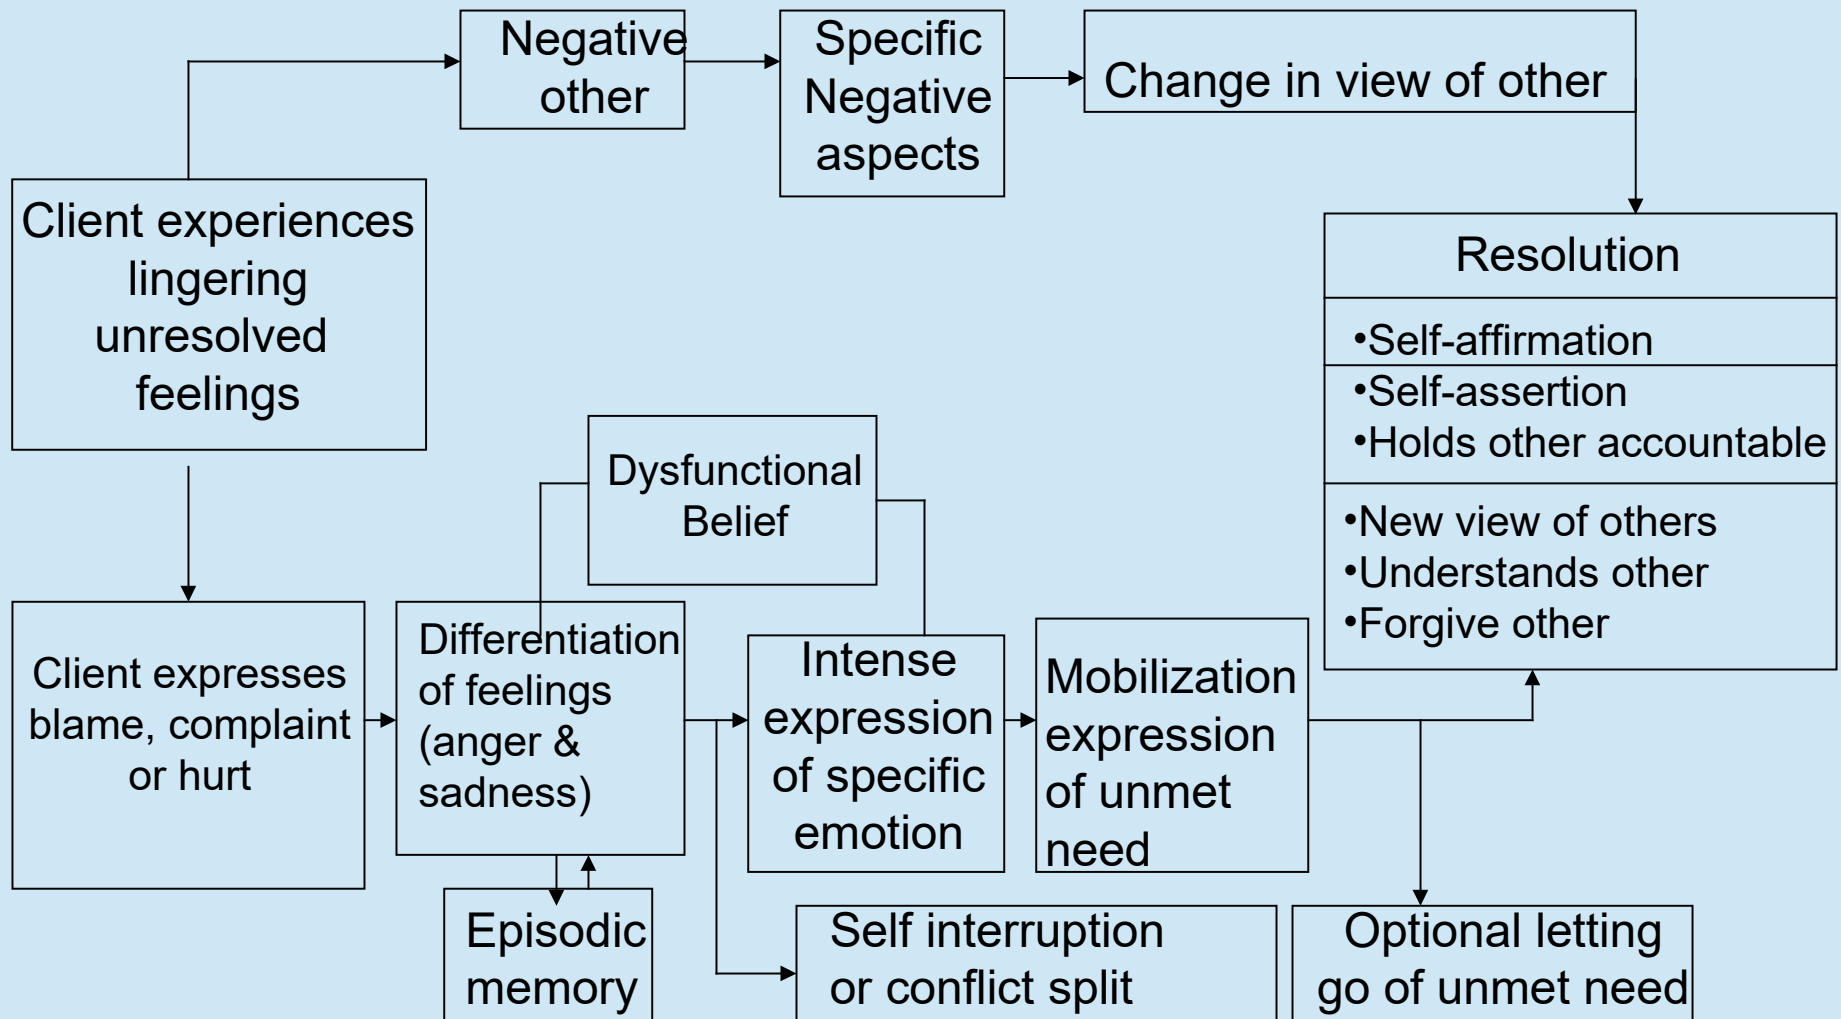 Negative
other
Specific
Negative
aspects
Change in view of other
Client experiences
lingering
unresolved
feelings
Resolution
•Self-affirmation
•Self-assertion
•Holds other accountable
•New view of others
•Understands other
•Forgive other
Dysfunctional
Belief
Client expresses
blame, complaint
or hurt
Differentiation
of feelings
(anger &
sadness)
Intense
expression
of specific
emotion
Mobilization
expression
of unmet
need
Episodic
memory
Self interruption
or conflict split
Optional letting
go of unmet need